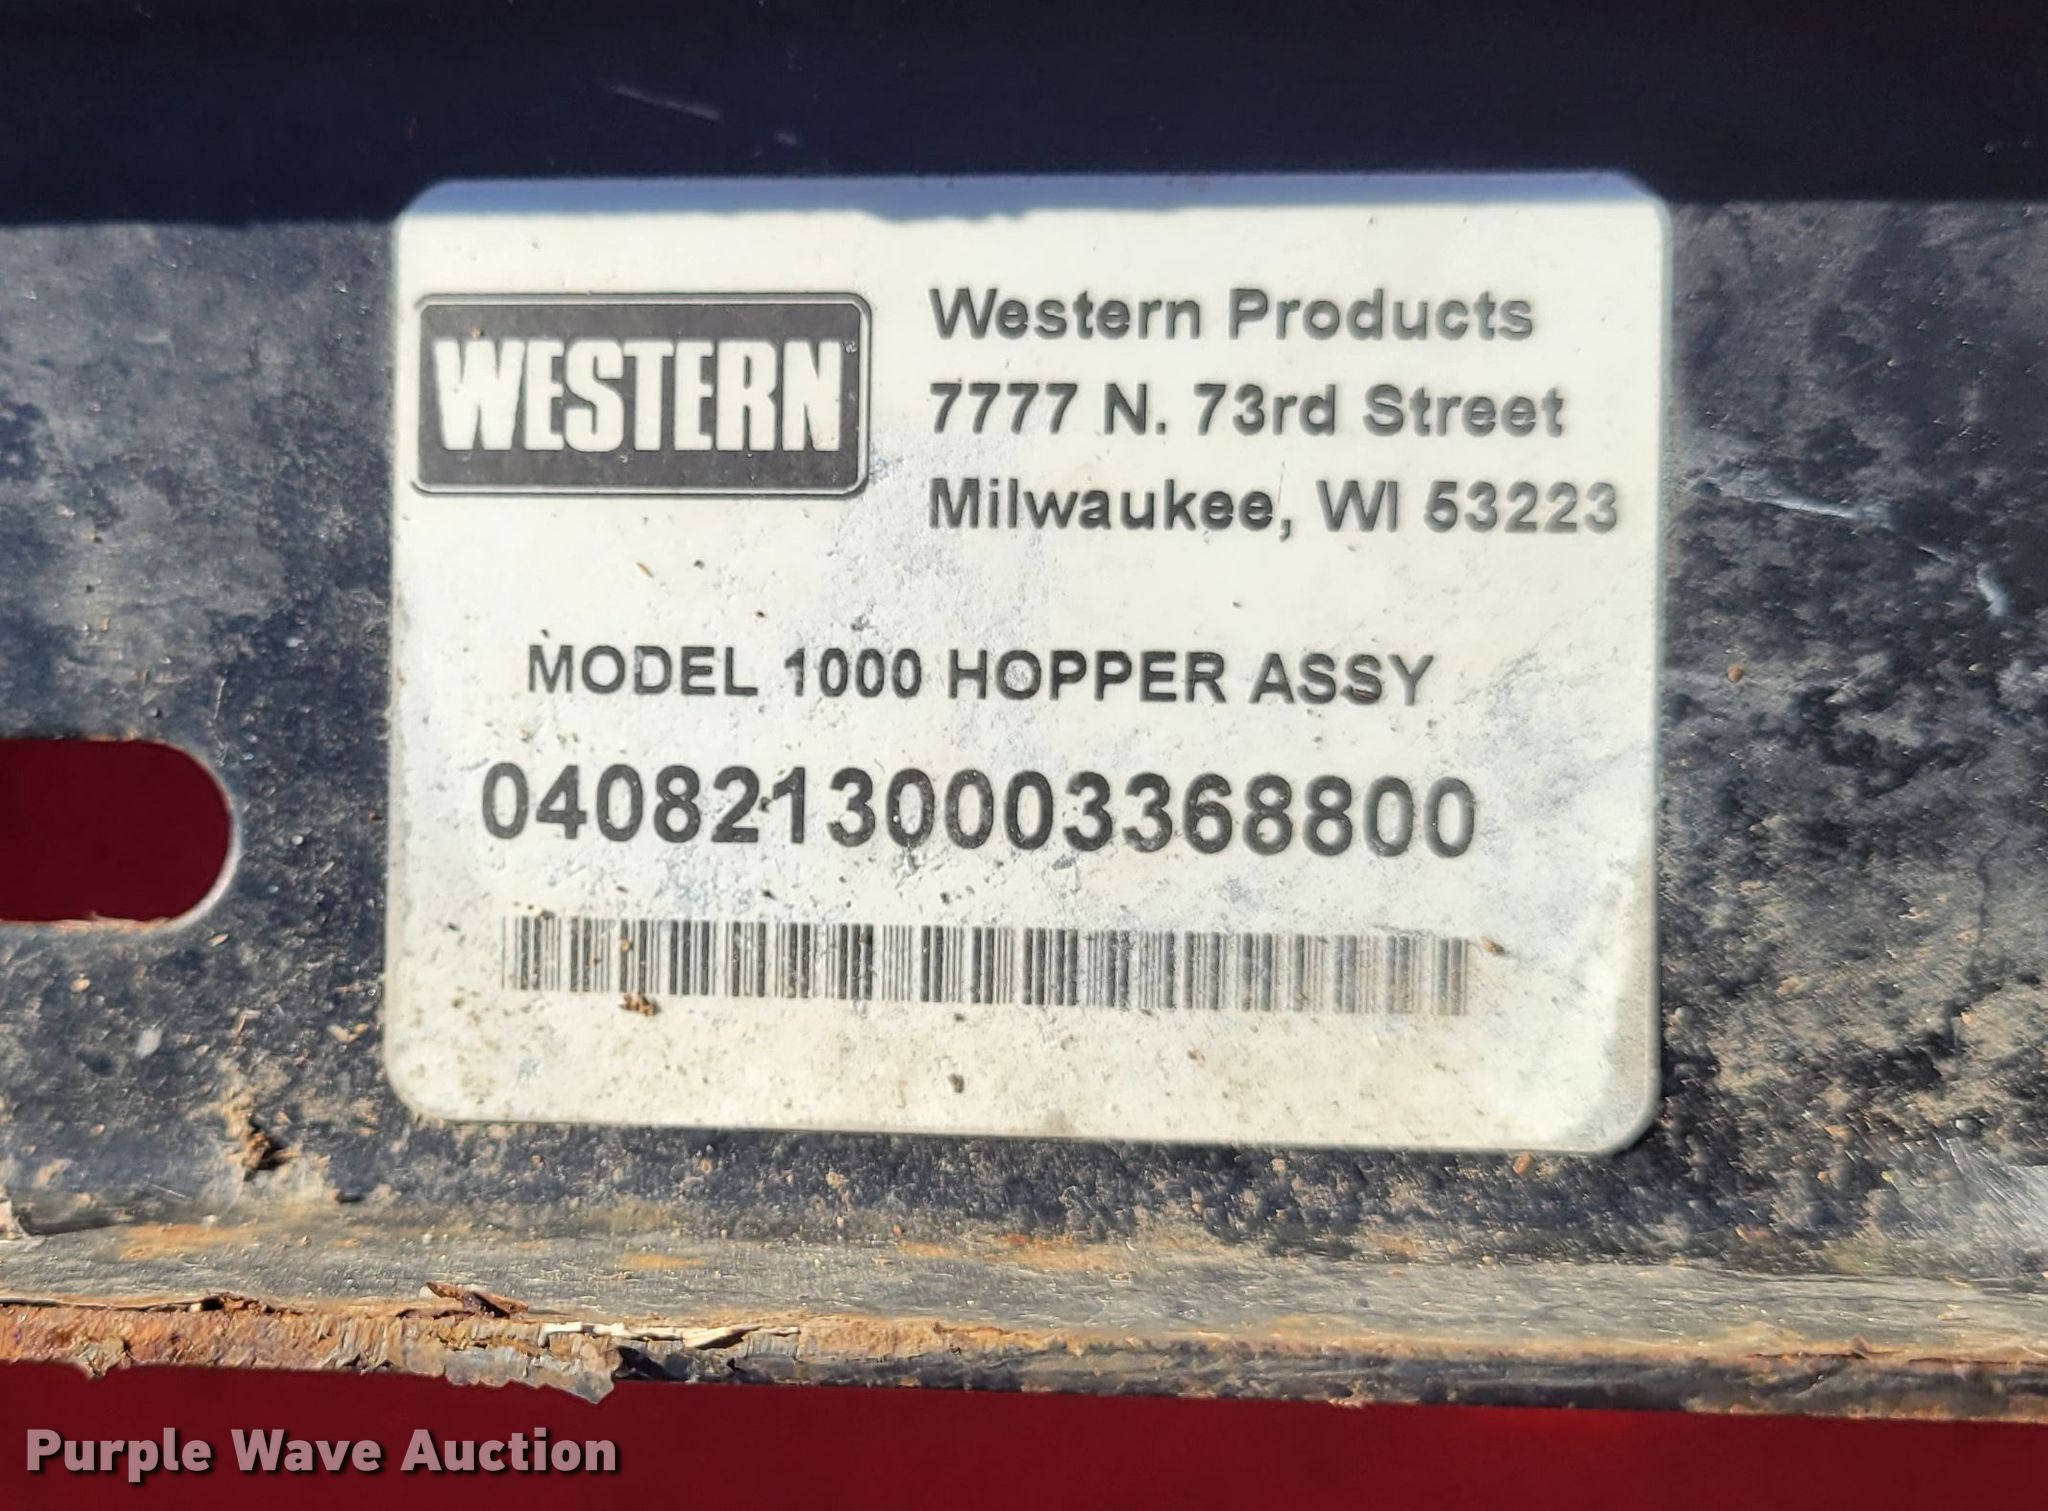 WESTERN
Western Products
7777 N. 73rd Street
Milwaukee, WI 53223
MODEL 1000 HOPPER ASSY
04082130003368800
Purple Wave Auction